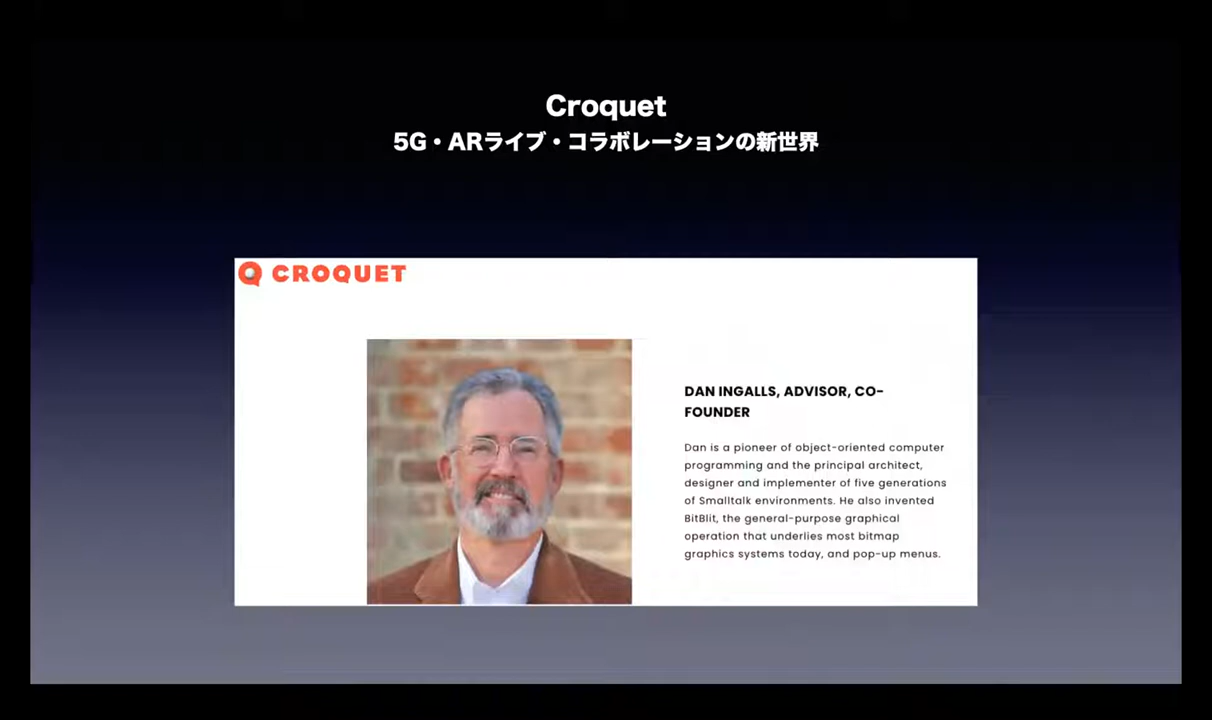 Croquet
5G・ARライブ・コラボレーションの新世界
CROQUET
DAN INGALLS, ADVISOR, CO-
FOUNDER
Dan is a pioneer of object-oriented computer
programming and the principal architect,
designer and implementer of five generations
of Smalltalk environments. He also invented
BitBlit, the general-purpose graphical
operation that underlies most bitmap
graphics systems today, and pop-up menus.